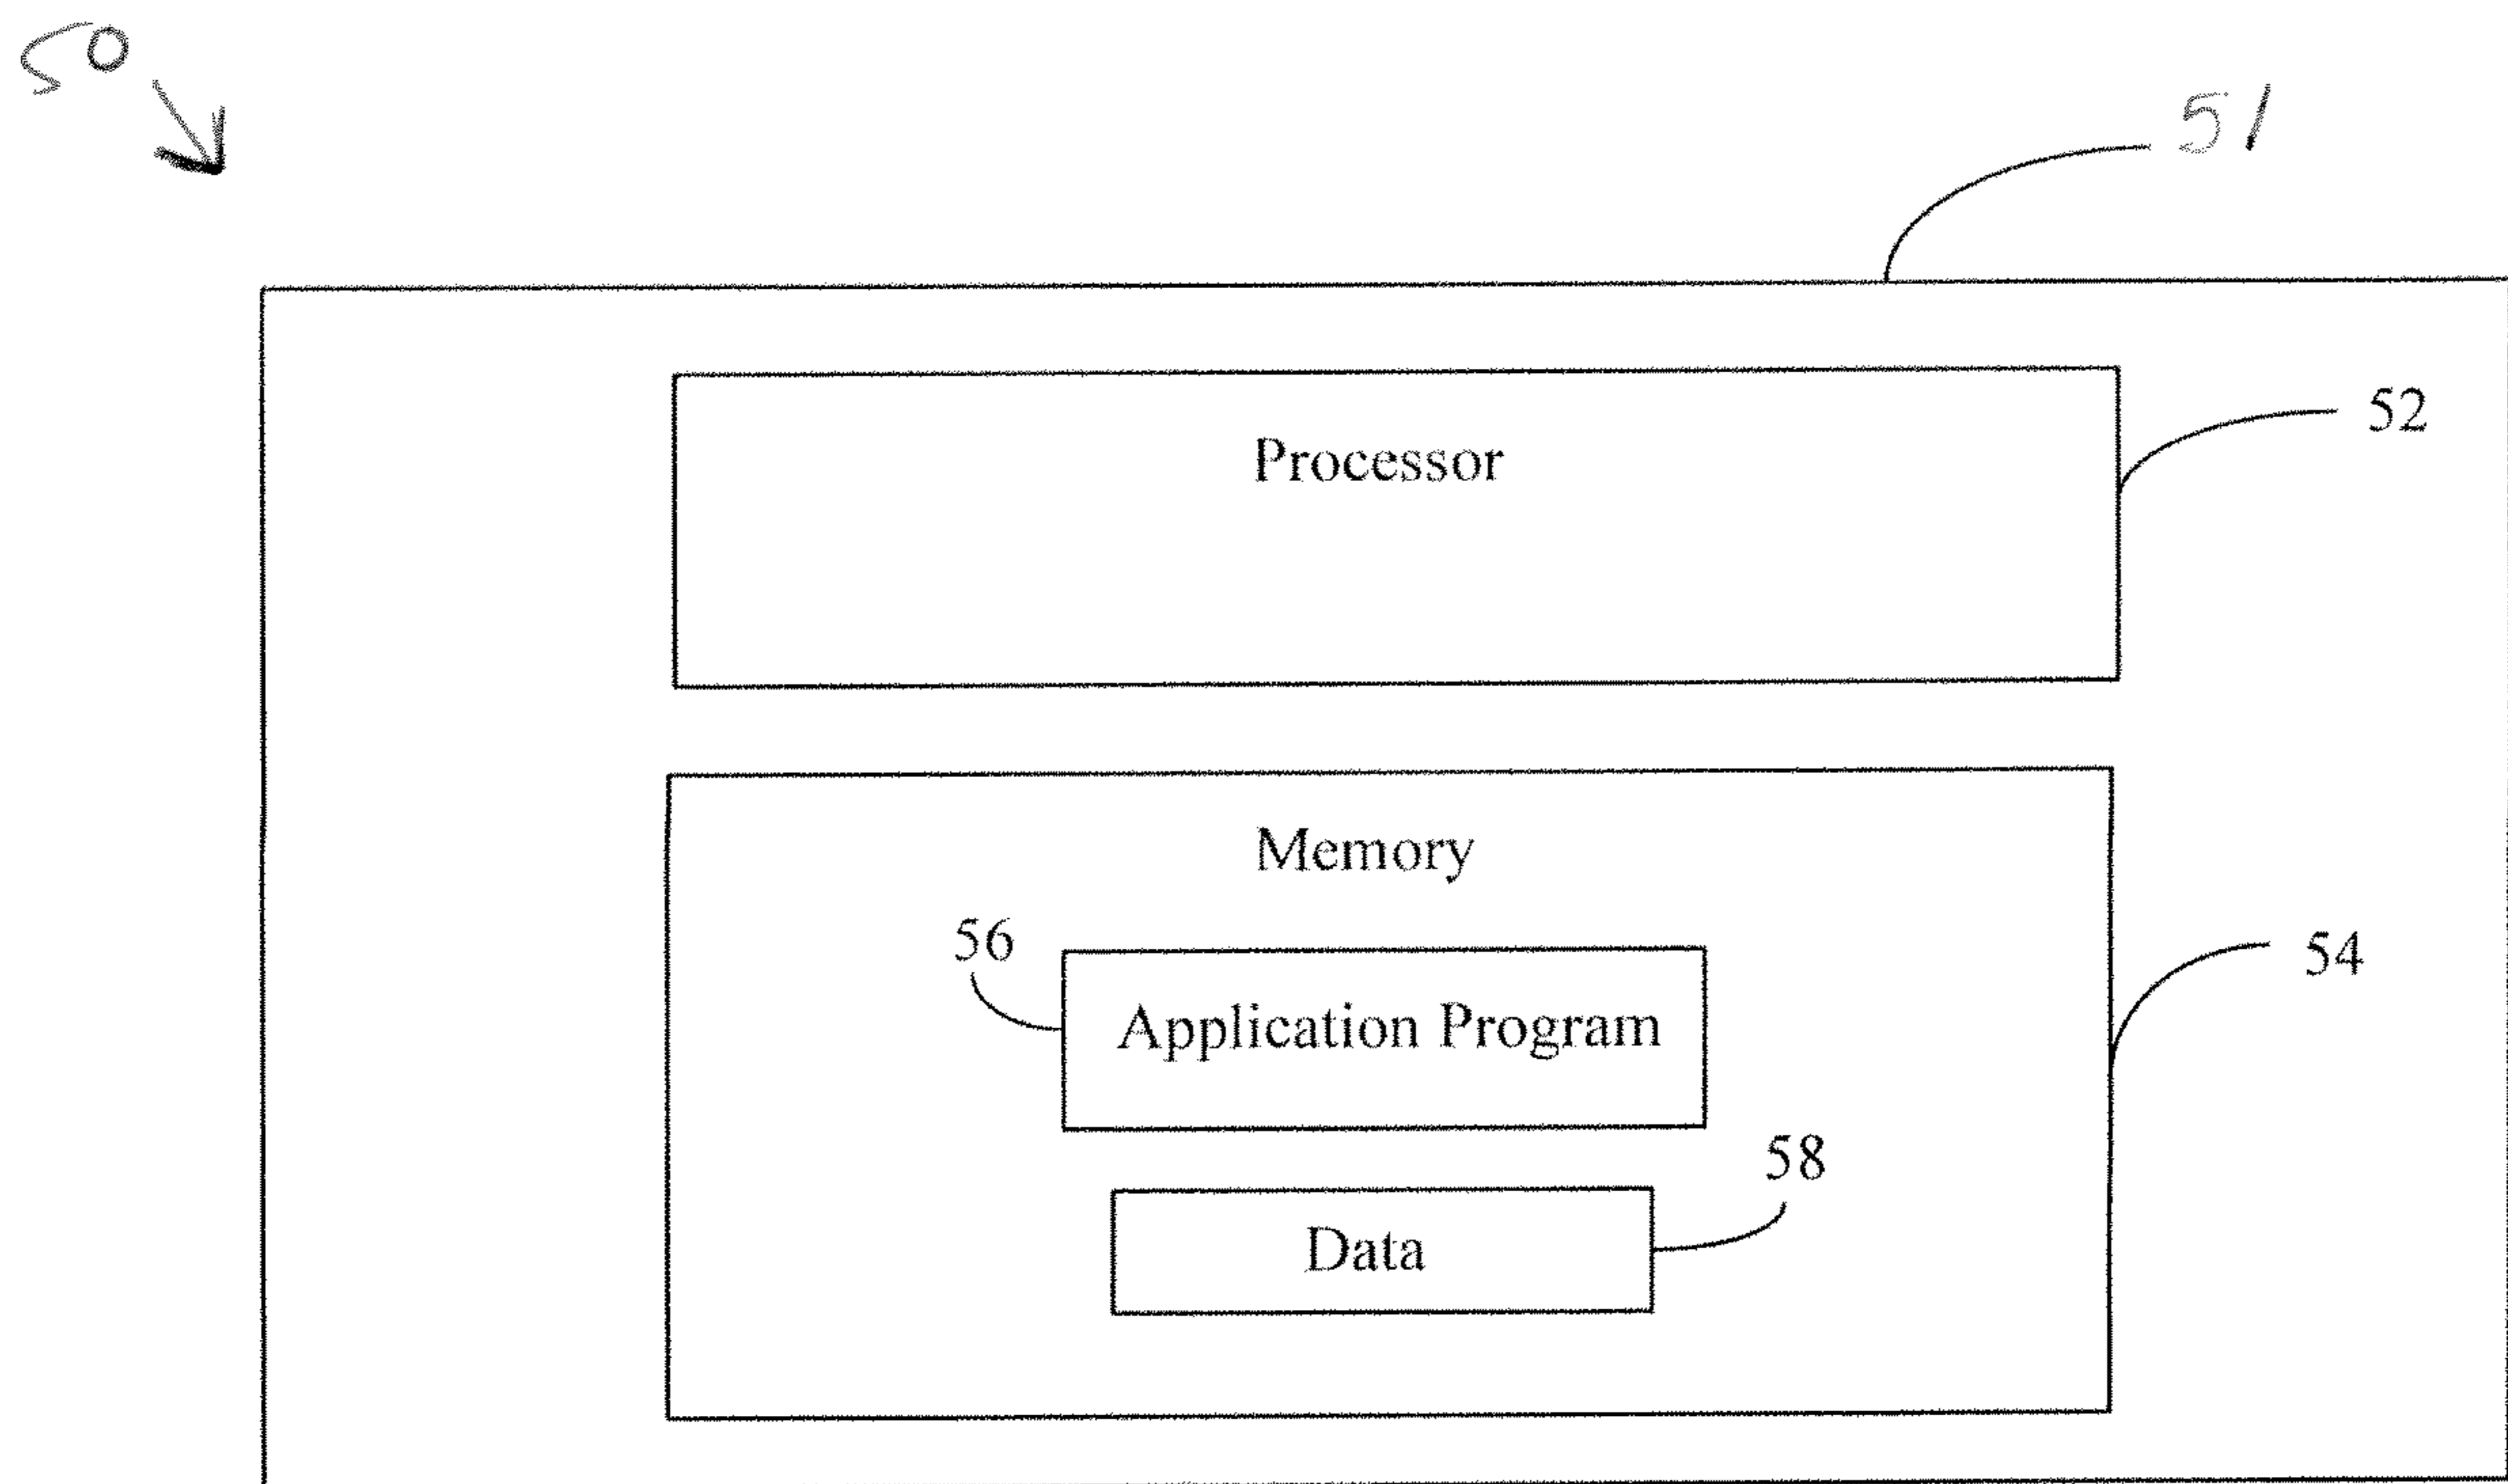 50
51
52
Processor
Memory
56
54
Application Program
58
Data